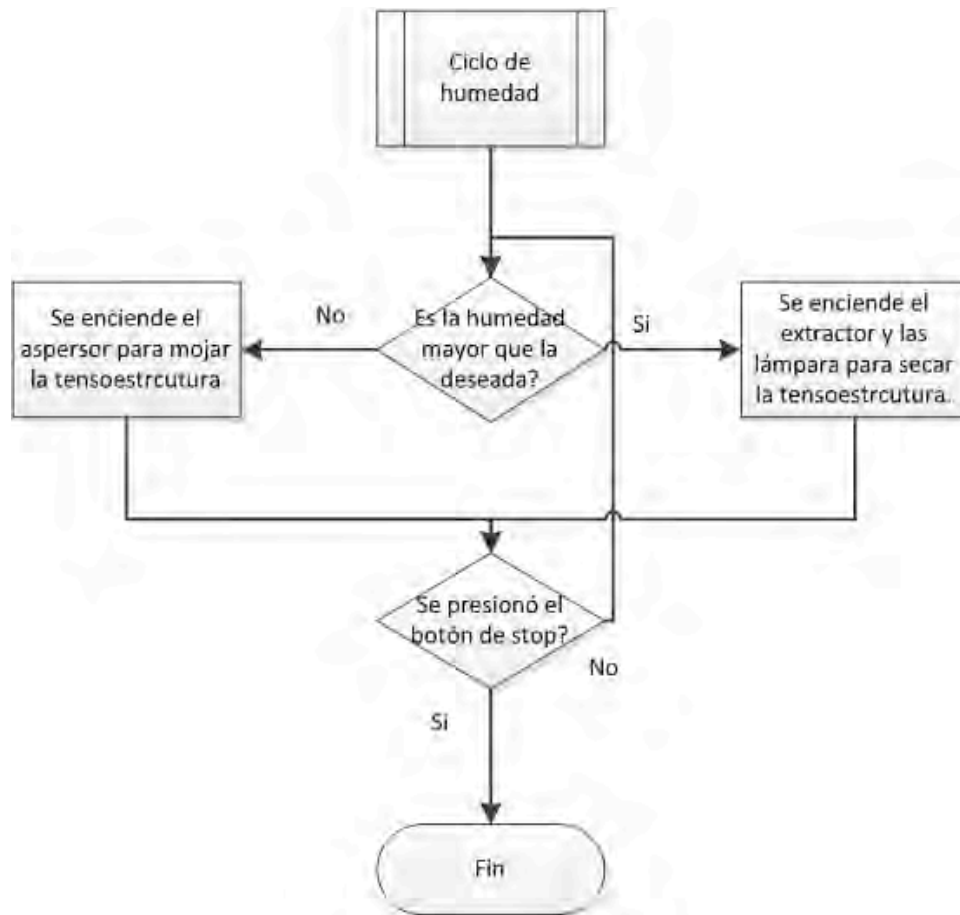 Ciclo de
humedad
No
Es la humedad
mayor que la
deseada?
Si
Se enciende el
aspersor para mojar
la tensoestrcutura
Se enciende el
extractor y las
lámpara para secar
la tensoestrcutura.
Se presionó el
botón de stop?
No
Si
Fin